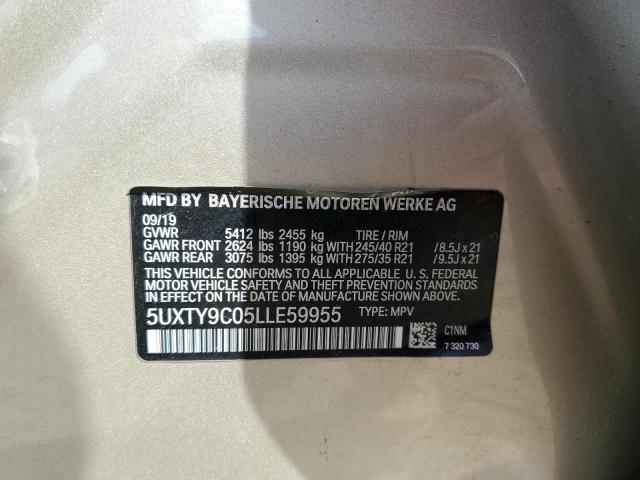 MFD BY BAYERISCHE MOTOREN WERKE AG
09/19
GVWR 5412 lbs 2455 kg TIRE / RIM
GAWR FRONT 2624 lbs 1190 kg WITH 245/40 R21 / 8.5J x 21
GAWR REAR 3075 lbs 1395 kg WITH 275/35 R21 / 9.5J x 21
THIS VEHICLE CONFORMS TO ALL APPLICABLE U. S. FEDERAL
MOTOR VEHICLE SAFETY, BUMPER, AND THEFT PREVENTION
STANDARDS IN EFFECT ON THE DATE OF MANUFACTURE SHOWN ABOVE.
5UXTY9C05LLE59955 TYPE: MPV
C1NM
7 320 730